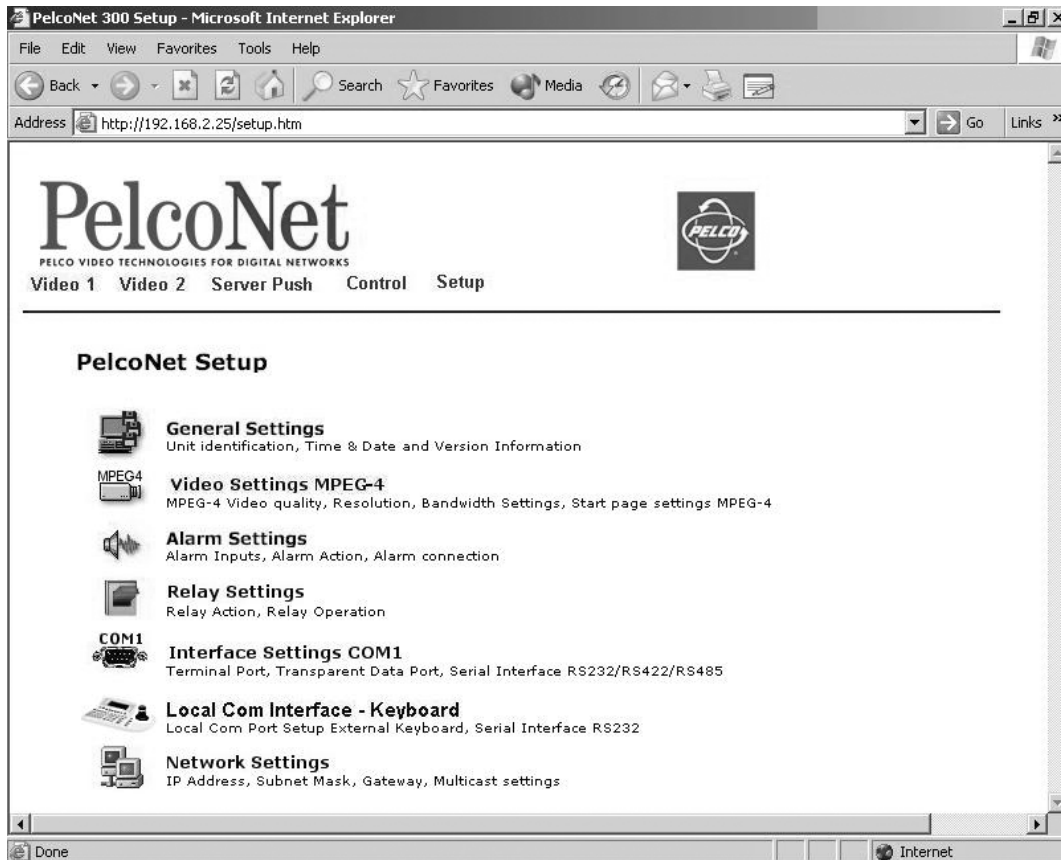 PelcoNet 300 Setup - Microsoft Internet Explorer
File Edit View Favorites Tools Help
Back Search Favorites Media
Address http://192.168.2.25/setup.htm Go Links »
PelcoNet
PELCO VIDEO TECHNOLOGIES FOR DIGITAL NETWORKS
PELCO
Video 1 Video 2 Server Push Control Setup
PelcoNet Setup
General Settings
Unit identification, Time & Date and Version Information
MPEG4
Video Settings MPEG-4
MPEG-4 Video quality, Resolution, Bandwidth Settings, Start page settings MPEG-4
Alarm Settings
Alarm Inputs, Alarm Action, Alarm connection
Relay Settings
Relay Action, Relay Operation
COM1
Interface Settings COM1
Terminal Port, Transparent Data Port, Serial Interface RS232/RS422/RS485
Local Com Interface - Keyboard
Local Com Port Setup External Keyboard, Serial Interface RS232
Network Settings
IP Address, Subnet Mask, Gateway, Multicast settings
Done Internet